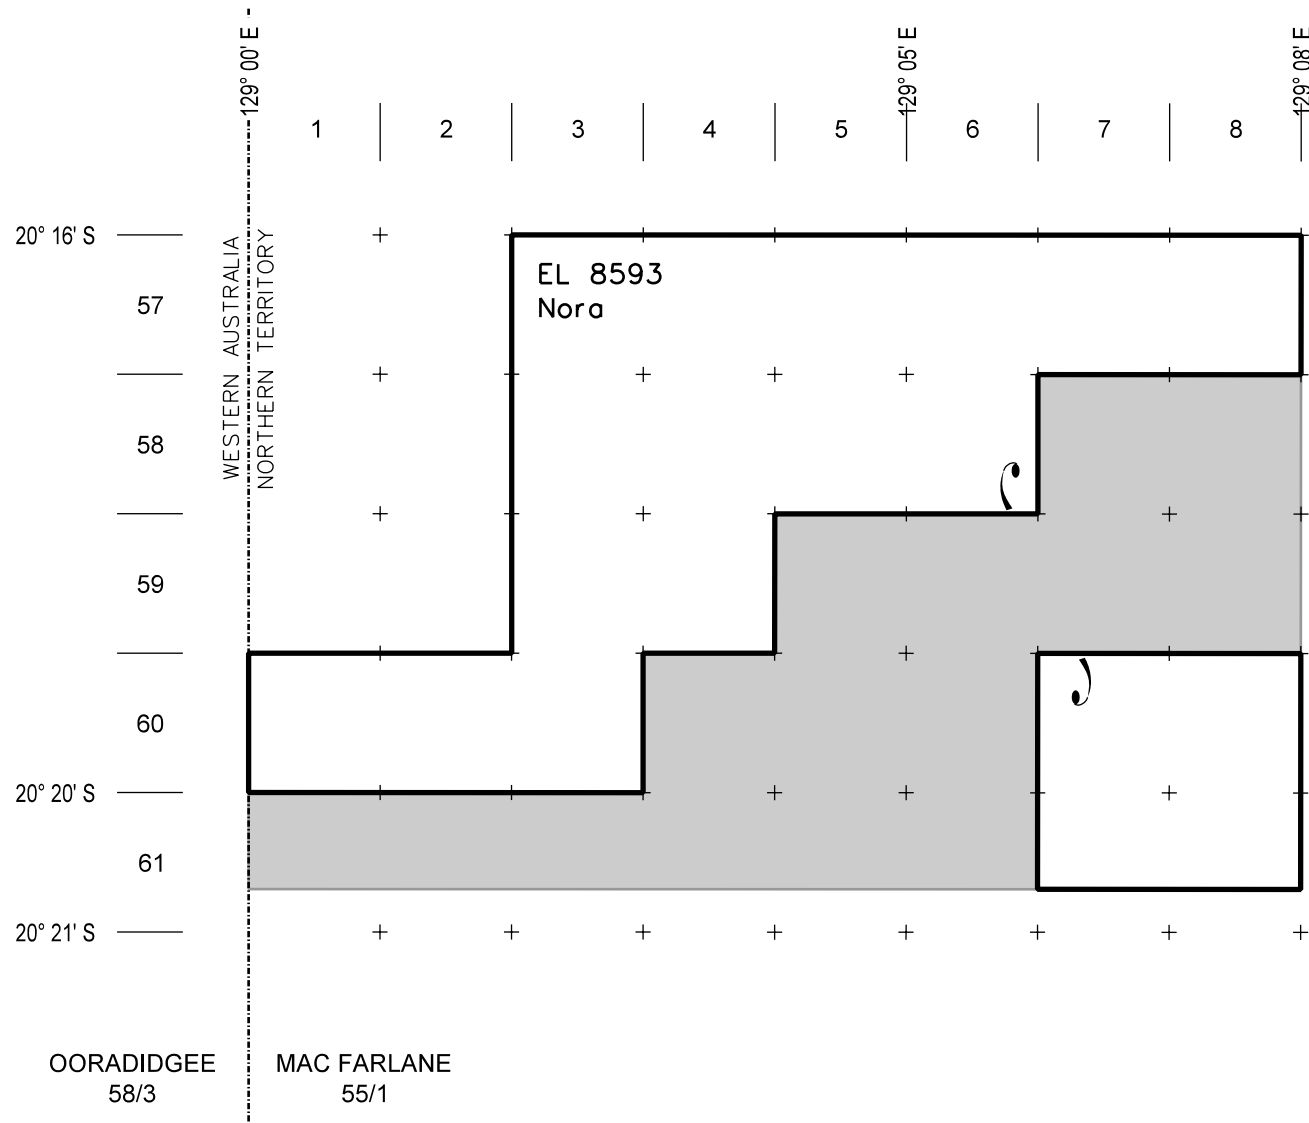 129° 00' E
129° 05' E
129° 08' E
1 2 3 4 5 6 7 8
20° 16' S
WESTERN AUSTRALIA
NORTHERN TERRITORY
EL 8593
Nora
57
58
59
60
20° 20' S
61
20° 21' S
OORADIDGEE
58/3
MAC FARLANE
55/1